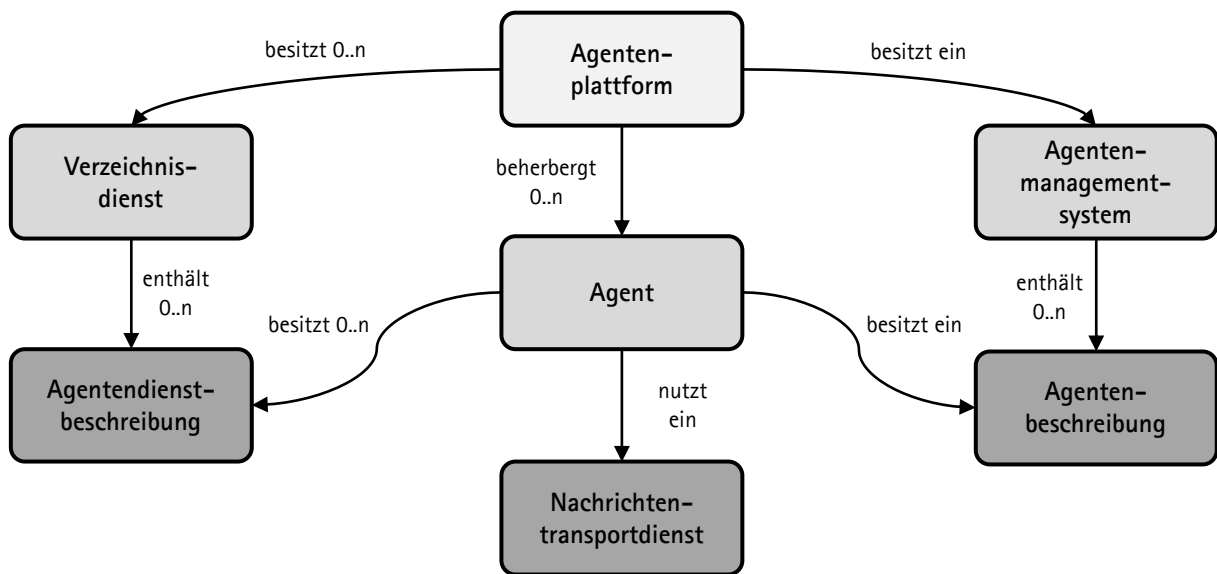 besitzt 0..n
Agenten-
plattform
besitzt ein
Verzeichnis-
dienst
beherbergt
0..n
Agenten-
management-
system
enthält
0..n
besitzt 0..n
Agent
besitzt ein
enthält
0..n
Agentendienst-
beschreibung
nutzt
ein
Agenten-
beschreibung
Nachrichten-
transportdienst